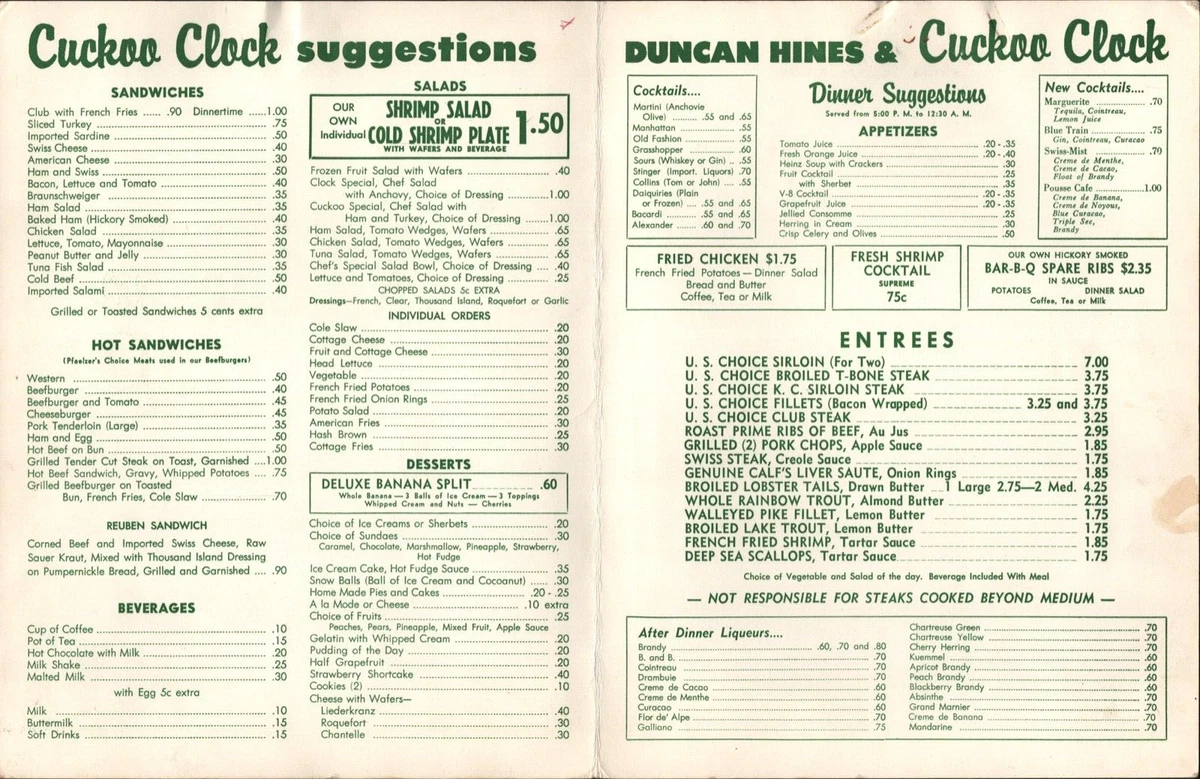 Cuckoo Clock suggestions
SANDWICHES
Club with French Fries ...... .90 Dinnertime .....1.00
Sliced Turkey .75
Imported Sardine .50
Swiss Cheese .40
American Cheese .30
Ham and Swiss .50
Bacon, Lettuce and Tomato .40
Braunschweiger .35
Ham Salad .35
Baked Ham (Hickory Smoked) .40
Chicken Salad .35
Lettuce, Tomato, Mayonnaise .30
Peanut Butter and Jelly .30
Tuna Fish Salad .35
Cold Beef .50
Imported Salami .40
Grilled or Toasted Sandwiches 5 cents extra
HOT SANDWICHES
(Pfaelzer's Choice Meats used in our Beefburgers)
Western .50
Beefburger .40
Beefburger and Tomato .45
Cheeseburger .45
Pork Tenderloin (Large) .35
Ham and Egg .50
Hot Beef on Bun .50
Grilled Tender Cut Steak on Toast, Garnished ....1.00
Hot Beef Sandwich, Gravy, Whipped Potatoes .75
Grilled Beefburger on Toasted
Bun, French Fries, Cole Slaw .70
REUBEN SANDWICH
Corned Beef and Imported Swiss Cheese, Raw
Sauer Kraut, Mixed with Thousand Island Dressing
on Pumpernickle Bread, Grilled and Garnished .... .90
BEVERAGES
Cup of Coffee .10
Pot of Tea .15
Hot Chocolate with Milk .20
Milk Shake .25
Malted Milk .30
with Egg 5c extra
Milk .10
Buttermilk .15
Soft Drinks .15
SALADS
OUR OWN Individual SHRIMP SALAD
OR
COLD SHRIMP PLATE 1.50
WITH WAFERS AND BEVERAGE
Frozen Fruit Salad with Wafers .40
Clock Special, Chef Salad
with Anchovy, Choice of Dressing 1.00
Cuckoo Special, Chef Salad with
Ham and Turkey, Choice of Dressing 1.00
Ham Salad, Tomato Wedges, Wafers .65
Chicken Salad, Tomato Wedges, Wafers .65
Tuna Salad, Tomato Wedges, Wafers .65
Chef's Special Salad Bowl, Choice of Dressing .... .40
Lettuce and Tomatoes, Choice of Dressing .25
CHOPPED SALADS 5c EXTRA
Dressings—French, Clear, Thousand Island, Roquefort or Garlic
INDIVIDUAL ORDERS
Cole Slaw .20
Cottage Cheese .20
Fruit and Cottage Cheese .30
Head Lettuce .20
Vegetable .20
French Fried Potatoes .20
French Fried Onion Rings .25
Potato Salad .20
American Fries .30
Hash Brown .25
Cottage Fries .30
DESSERTS
DELUXE BANANA SPLIT .60
Whole Banana — 3 Balls of Ice Cream — 3 Toppings
Whipped Cream and Nuts — Cherries
Choice of Ice Creams or Sherbets .20
Choice of Sundaes .30
Caramel, Chocolate, Marshmallow, Pineapple, Strawberry,
Hot Fudge
Ice Cream Cake, Hot Fudge Sauce .35
Snow Balls (Ball of Ice Cream and Cocoanut) .30
Home Made Pies and Cakes .20 - .25
A la Mode or Cheese .10 extra
Choice of Fruits .25
Peaches, Pears, Pineapple, Mixed Fruit, Apple Sauce
Gelatin with Whipped Cream .20
Pudding of the Day .20
Half Grapefruit .20
Strawberry Shortcake .40
Cookies (2) .10
Cheese with Wafers—
Liederkranz .40
Roquefort .30
Chantelle .30
DUNCAN HINES & Cuckoo Clock
Cocktails....
Martini (Anchovie
Olive) .55 and .65
Manhattan .55
Old Fashion .55
Grasshopper .60
Sours (Whiskey or Gin) .. .55
Stinger (Import. Liquors) .70
Collins (Tom or John) .... .55
Daiquiries (Plain
or Frozen) .... .55 and .65
Bacardi .55 and .65
Alexander .60 and .70
Dinner Suggestions
Served from 5:00 P. M. to 12:30 A. M.
APPETIZERS
Tomato Juice .20 - .35
Fresh Orange Juice .20 - .40
Heinz Soup with Crackers .30
Fruit Cocktail .25
with Sherbet .35
V-8 Cocktail .20 - .35
Grapefruit Juice .20 - .35
Jellied Consomme .25
Herring in Cream .30
Crisp Celery and Olives .50
New Cocktails....
Marguerite .70
Tequila, Cointreau,
Lemon Juice
Blue Train .75
Gin, Cointreau, Curacao
Swiss-Mist .70
Creme de Menthe,
Creme de Cacao,
Float of Brandy
Pousse Cafe 1.00
Creme de Banana,
Creme de Noyous,
Blue Curacao,
Triple Sec,
Brandy
FRIED CHICKEN $1.75
French Fried Potatoes — Dinner Salad
Bread and Butter
Coffee, Tea or Milk
FRESH SHRIMP
COCKTAIL
SUPREME
75c
OUR OWN HICKORY SMOKED
BAR-B-Q SPARE RIBS $2.35
IN SAUCE
POTATOES DINNER SALAD
Coffee, Tea or Milk
ENTREES
U. S. CHOICE SIRLOIN (For Two) 7.00
U. S. CHOICE BROILED T-BONE STEAK 3.75
U. S. CHOICE K. C. SIRLOIN STEAK 3.75
U. S. CHOICE FILLETS (Bacon Wrapped) 3.25 and 3.75
U. S. CHOICE CLUB STEAK 3.25
ROAST PRIME RIBS OF BEEF, Au Jus 2.95
GRILLED (2) PORK CHOPS, Apple Sauce 1.85
SWISS STEAK, Creole Sauce 1.75
GENUINE CALF'S LIVER SAUTE, Onion Rings 1.85
BROILED LOBSTER TAILS, Drawn Butter 1 Large 2.75—2 Med. 4.25
WHOLE RAINBOW TROUT, Almond Butter 2.25
WALLEYED PIKE FILLET, Lemon Butter 1.75
BROILED LAKE TROUT, Lemon Butter 1.75
FRENCH FRIED SHRIMP, Tartar Sauce 1.85
DEEP SEA SCALLOPS, Tartar Sauce 1.75
Choice of Vegetable and Salad of the day. Beverage Included With Meal
— NOT RESPONSIBLE FOR STEAKS COOKED BEYOND MEDIUM —
After Dinner Liqueurs....
Brandy .60, .70 and .80
B. and B. .70
Cointreau .70
Drambuie .70
Creme de Cacao .60
Creme de Menthe .60
Curacao .60
Flor de' Alpe .70
Galliano .75
Chartreuse Green .70
Chartreuse Yellow .70
Cherry Herring .70
Kuemmel .60
Apricot Brandy .60
Peach Brandy .60
Blackberry Brandy .60
Absinthe .70
Grand Marnier .70
Creme de Banana .60
Mandarine .70